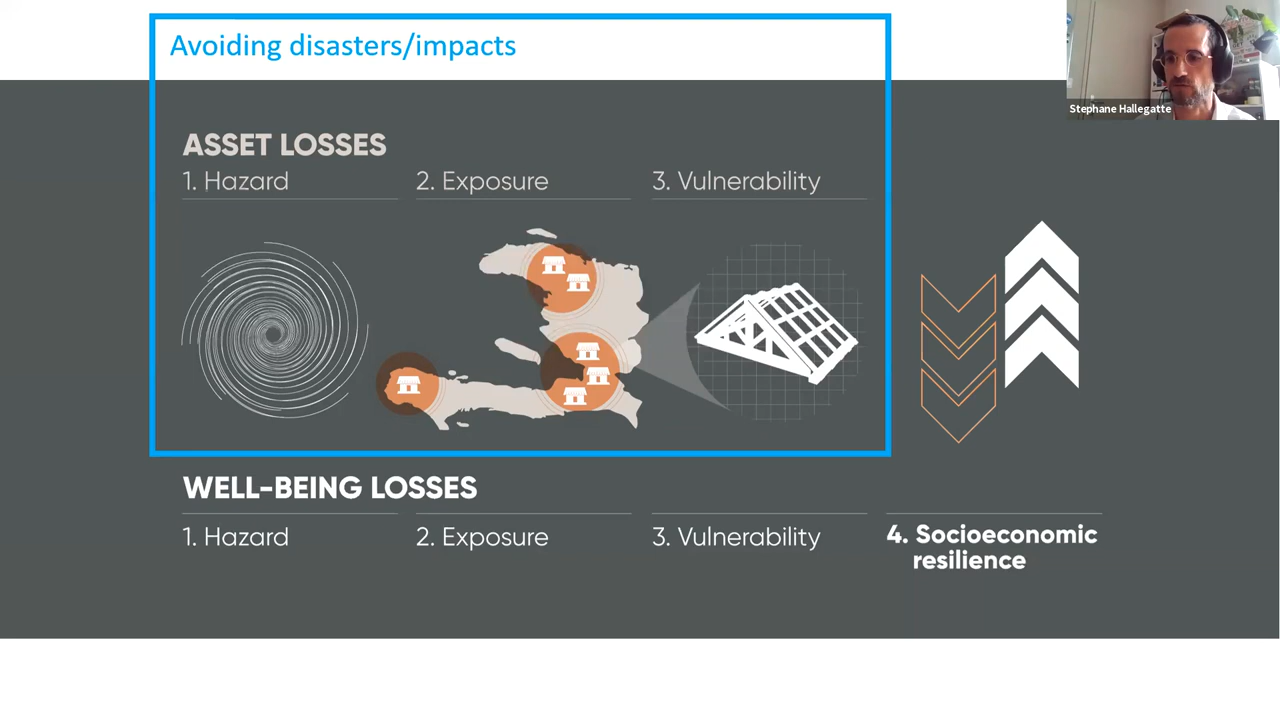 Avoiding disasters/impacts
Stephane Hallegatte
ASSET LOSSES
1. Hazard
2. Exposure
3. Vulnerability
WELL-BEING LOSSES
1. Hazard
2. Exposure
3. Vulnerability
4. Socioeconomic
resilience